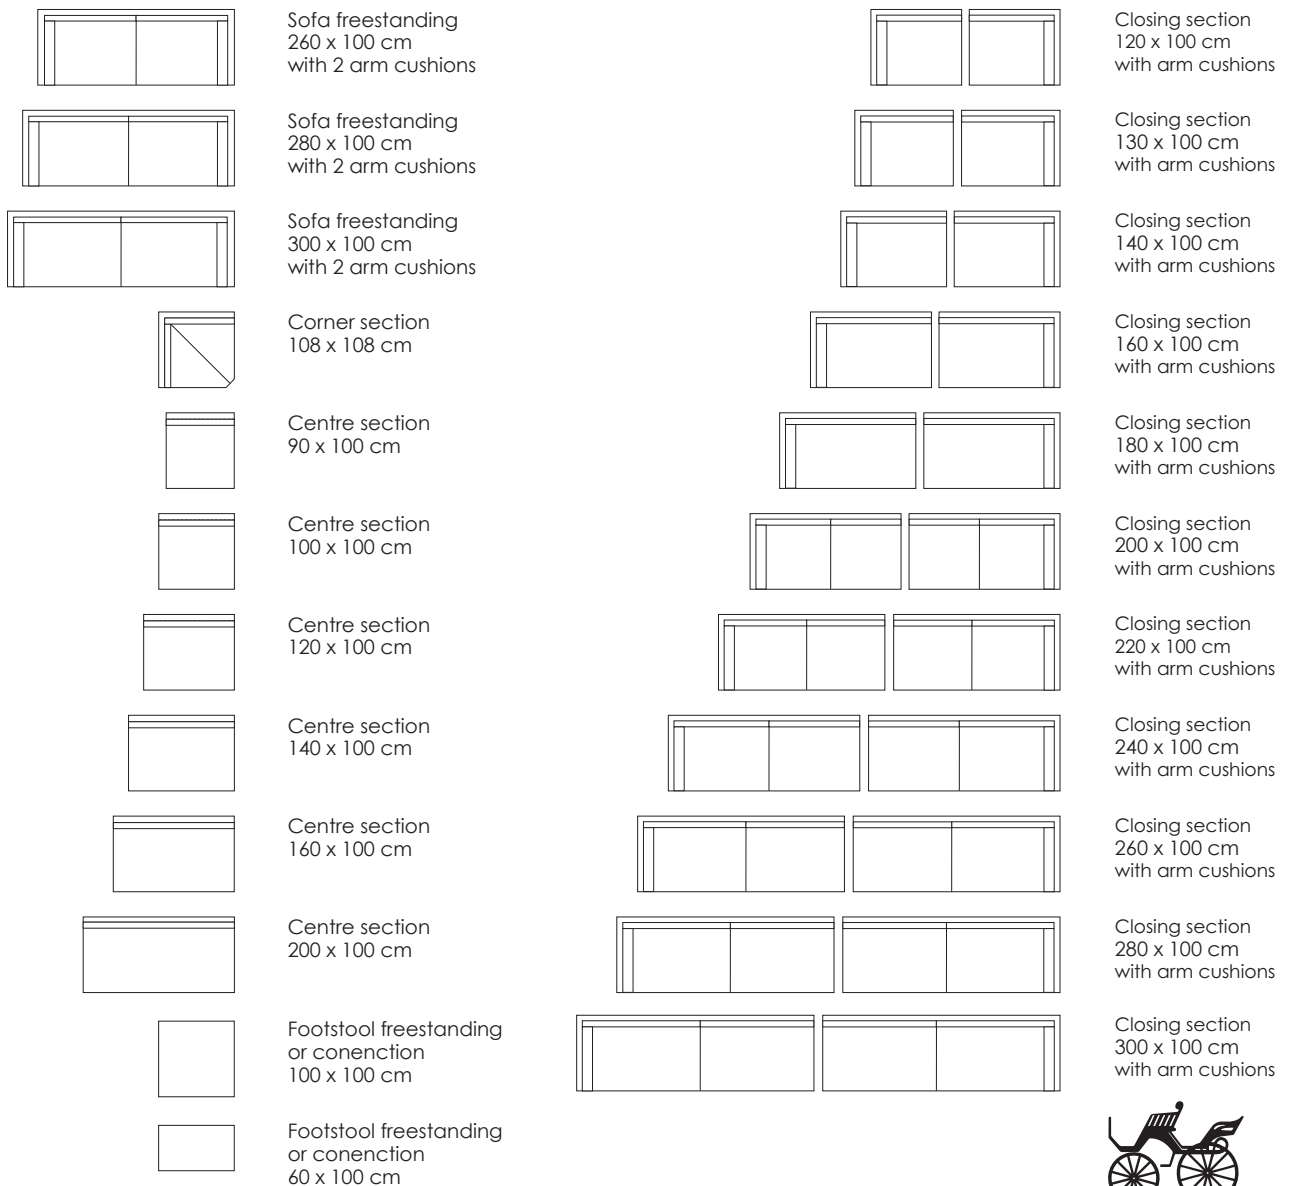 Sofa freestanding
260 x 100 cm
with 2 arm cushions
Sofa freestanding
280 x 100 cm
with 2 arm cushions
Sofa freestanding
300 x 100 cm
with 2 arm cushions
Corner section
108 x 108 cm
Centre section
90 x 100 cm
Centre section
100 x 100 cm
Centre section
120 x 100 cm
Centre section
140 x 100 cm
Centre section
160 x 100 cm
Centre section
200 x 100 cm
Footstool freestanding
or conenction
100 x 100 cm
Footstool freestanding
or conenction
60 x 100 cm
Closing section
120 x 100 cm
with arm cushions
Closing section
130 x 100 cm
with arm cushions
Closing section
140 x 100 cm
with arm cushions
Closing section
160 x 100 cm
with arm cushions
Closing section
180 x 100 cm
with arm cushions
Closing section
200 x 100 cm
with arm cushions
Closing section
220 x 100 cm
with arm cushions
Closing section
240 x 100 cm
with arm cushions
Closing section
260 x 100 cm
with arm cushions
Closing section
280 x 100 cm
with arm cushions
Closing section
300 x 100 cm
with arm cushions